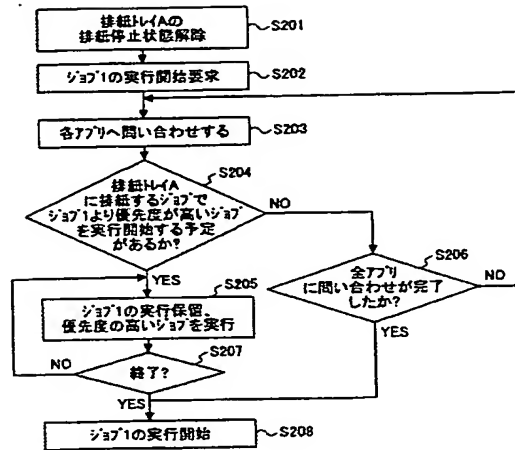 排紙トレイAの
排紙停止状態解除
S201
ジョブ1の実行開始要求
S202
各アプリへ問い合わせする
S203
排紙トレイA
に排紙するジョブで
ジョブ1より優先度が高いジョブ
を実行開始する予定
があるか?
S204
NO
YES
全アプリ
に問い合わせが完了
したか?
S206
NO
YES
ジョブ1の実行保留、
優先度の高いジョブを実行
S205
終了?
S207
NO
YES
ジョブ1の実行開始
S208